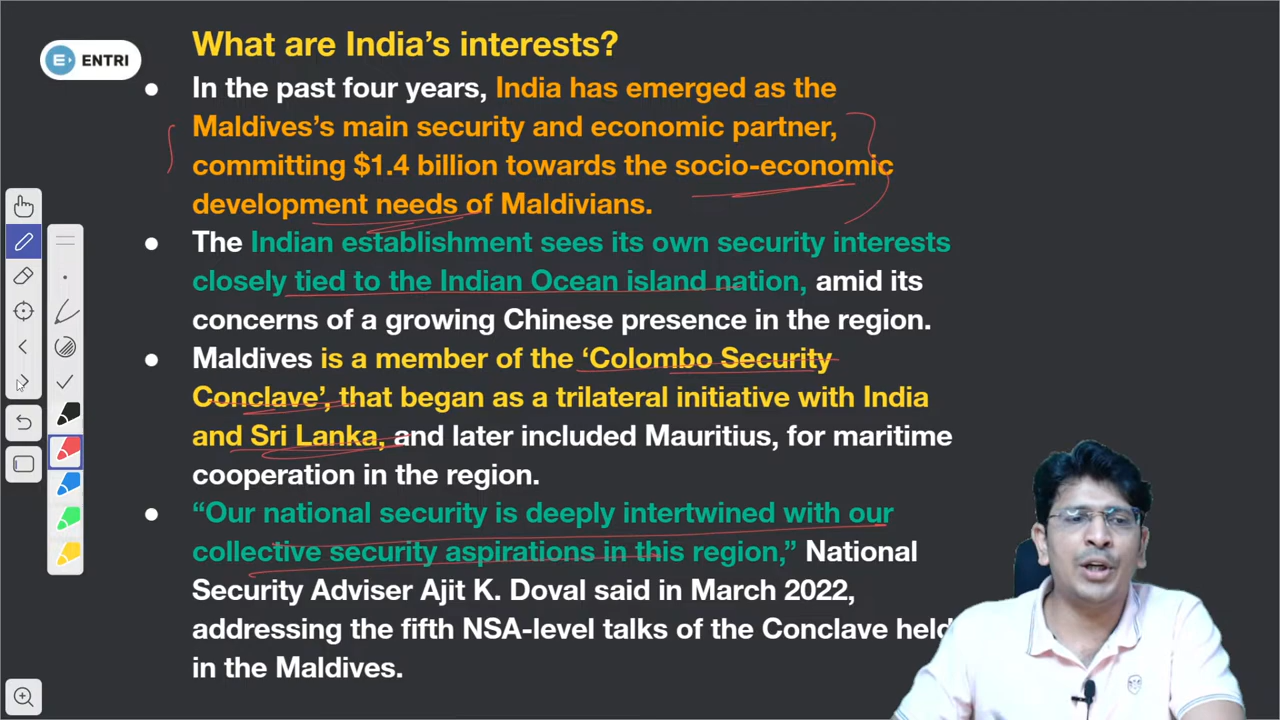 What are India's interests?
ENTRI
• In the past four years, India has emerged as the
Maldives's main security and economic partner,
committing $1.4 billion towards the socio-economic
development needs of Maldivians.
• The Indian establishment sees its own security interests
closely tied to the Indian Ocean island nation, amid its
concerns of a growing Chinese presence in the region.
• Maldives is a member of the ‘Colombo Security
Conclave’, that began as a trilateral initiative with India
and Sri Lanka, and later included Mauritius, for maritime
cooperation in the region.
• “Our national security is deeply intertwined with our
collective security aspirations in this region,” National
Security Adviser Ajit K. Doval said in March 2022,
addressing the fifth NSA-level talks of the Conclave held
in the Maldives.